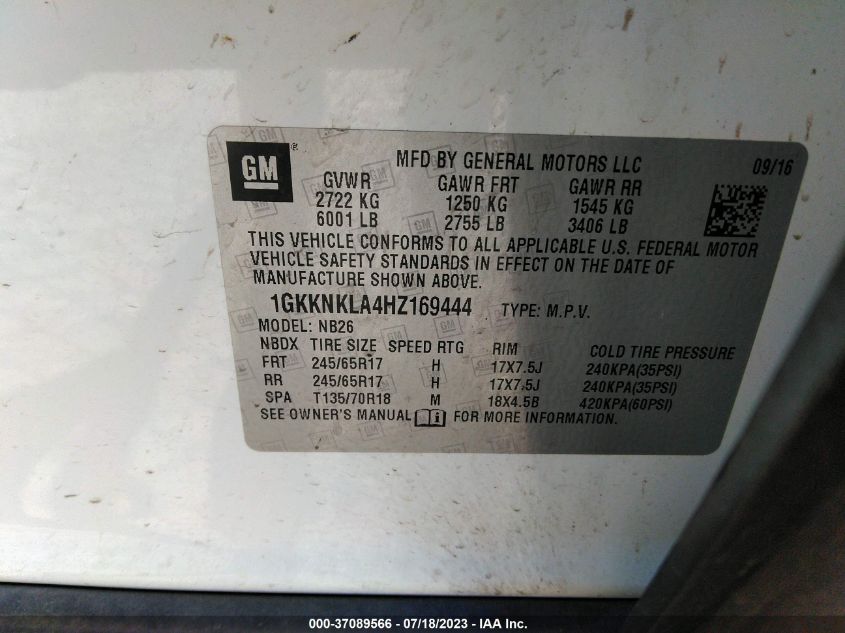 GM ® MFD BY GENERAL MOTORS LLC 09/16
GVWR GAWR FRT GAWR RR
2722 KG 1250 KG 1545 KG
6001 LB 2755 LB 3406 LB
THIS VEHICLE CONFORMS TO ALL APPLICABLE U.S. FEDERAL MOTOR
VEHICLE SAFETY STANDARDS IN EFFECT ON THE DATE OF
MANUFACTURE SHOWN ABOVE.
1GKKNKLA4HZ169444 TYPE: M.P.V.
MODEL: NB26
NBDX TIRE SIZE SPEED RTG RIM COLD TIRE PRESSURE
FRT 245/65R17 H 17X7.5J 240KPA(35PSI)
RR 245/65R17 H 17X7.5J 240KPA(35PSI)
SPA T135/70R18 M 18X4.5B 420KPA(60PSI)
SEE OWNER'S MANUAL i FOR MORE INFORMATION.
000-37089566 - 07/18/2023 - IAA Inc.